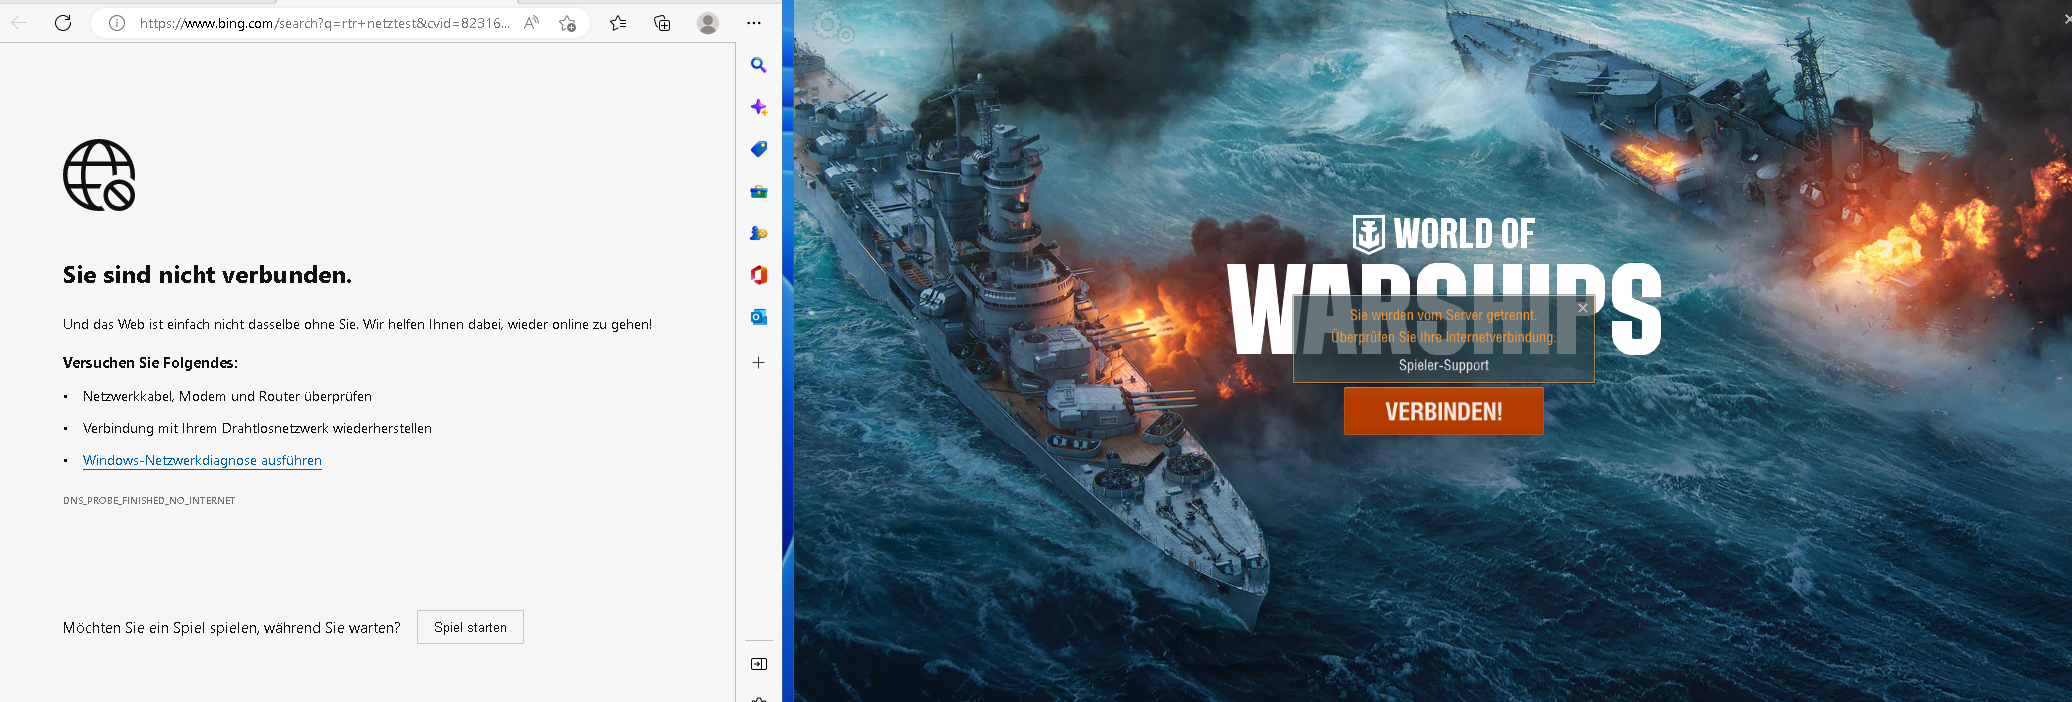 https://www.bing.com/search?q=rtr+netztest&cvid=82316...
Sie sind nicht verbunden.
Und das Web ist einfach nicht dasselbe ohne Sie. Wir helfen Ihnen dabei, wieder online zu gehen!
Versuchen Sie Folgendes:
• Netzwerkkabel, Modem und Router überprüfen
• Verbindung mit Ihrem Drahtlosnetzwerk wiederherstellen
• Windows-Netzwerkdiagnose ausführen
DNS_PROBE_FINISHED_NO_INTERNET
Möchten Sie ein Spiel spielen, während Sie warten?
Spiel starten
WORLD OF
WARSHIPS
Sie wurden vom Server getrennt.
Überprüfen Sie Ihre Internetverbindung.
Spieler-Support
VERBINDEN!